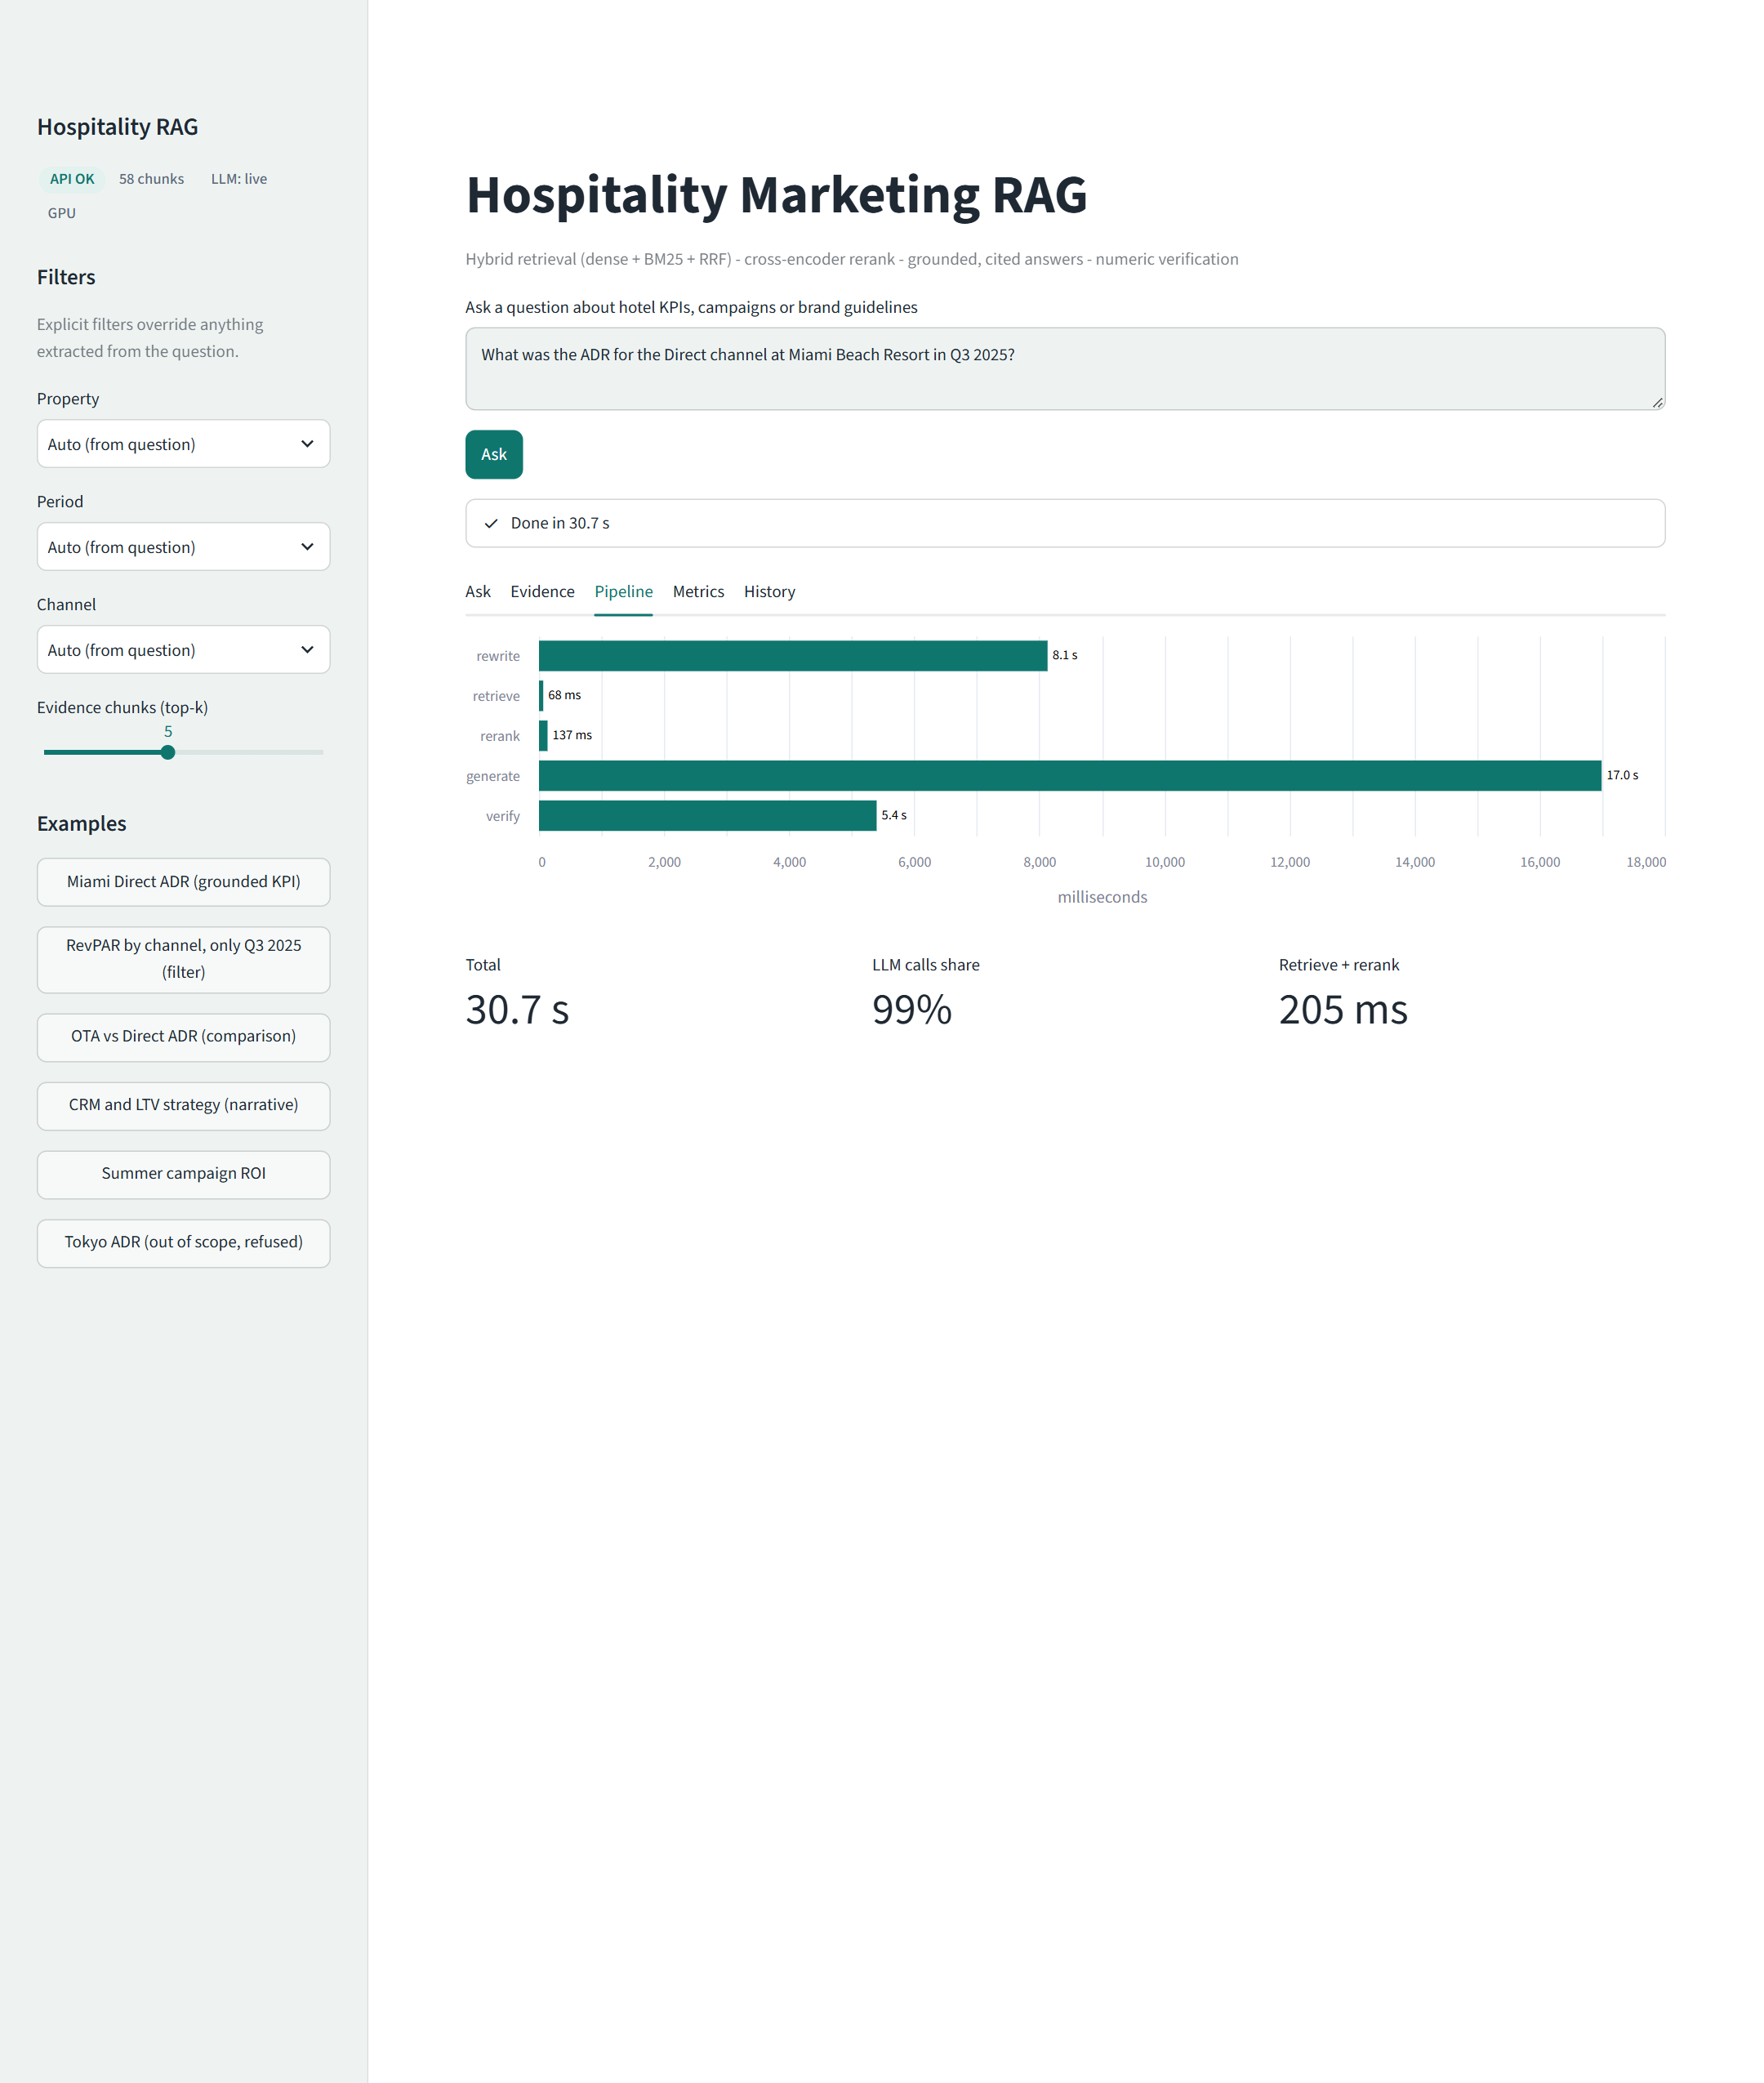 Hospitality RAG
API OK 58 chunks LLM: live
GPU
Filters
Explicit filters override anything
extracted from the question.
Property
Auto (from question)
Period
Auto (from question)
Channel
Auto (from question)
Evidence chunks (top-k)
5
Examples
Miami Direct ADR (grounded KPI)
RevPAR by channel, only Q3 2025
(filter)
OTA vs Direct ADR (comparison)
CRM and LTV strategy (narrative)
Summer campaign ROI
Tokyo ADR (out of scope, refused)
Hospitality Marketing RAG
Hybrid retrieval (dense + BM25 + RRF) - cross-encoder rerank - grounded, cited answers - numeric verification
Ask a question about hotel KPIs, campaigns or brand guidelines
What was the ADR for the Direct channel at Miami Beach Resort in Q3 2025?
Ask
Done in 30.7 s
Ask Evidence Pipeline Metrics History
rewrite 8.1 s
retrieve 68 ms
rerank 137 ms
generate 17.0 s
verify 5.4 s
0 2,000 4,000 6,000 8,000 10,000 12,000 14,000 16,000 18,000
milliseconds
Total LLM calls share Retrieve + rerank
30.7 s 99% 205 ms